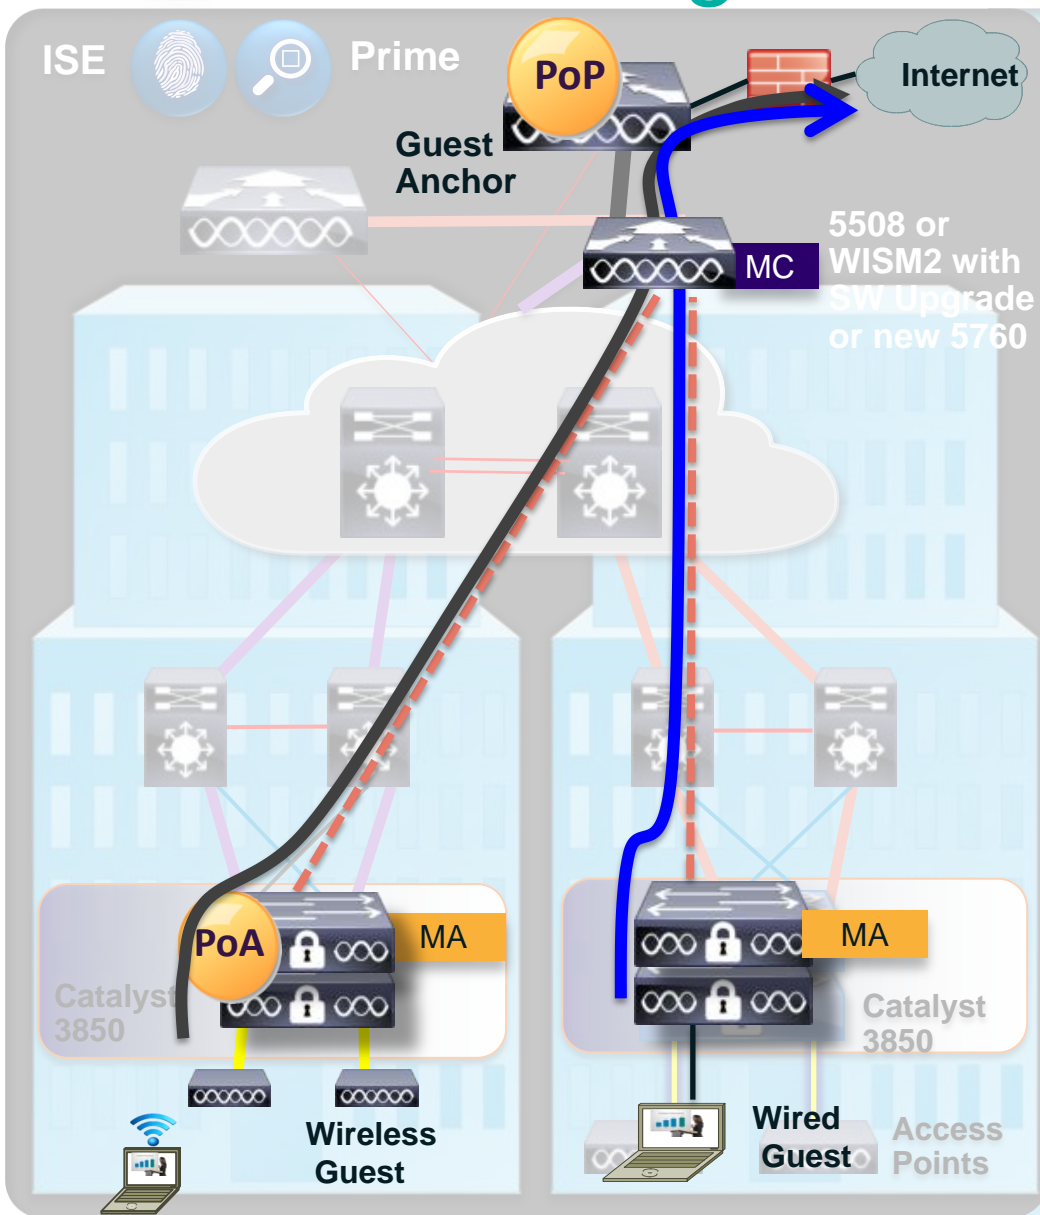 ISE
Prime
PoP
Internet
Guest
Anchor
MC
5508 or
WISM2 with
SW Upgrade
or new 5760
PoA
MA
MA
Catalyst
3850
Catalyst
3850
Wireless
Guest
Wired
Guest
Access
Points